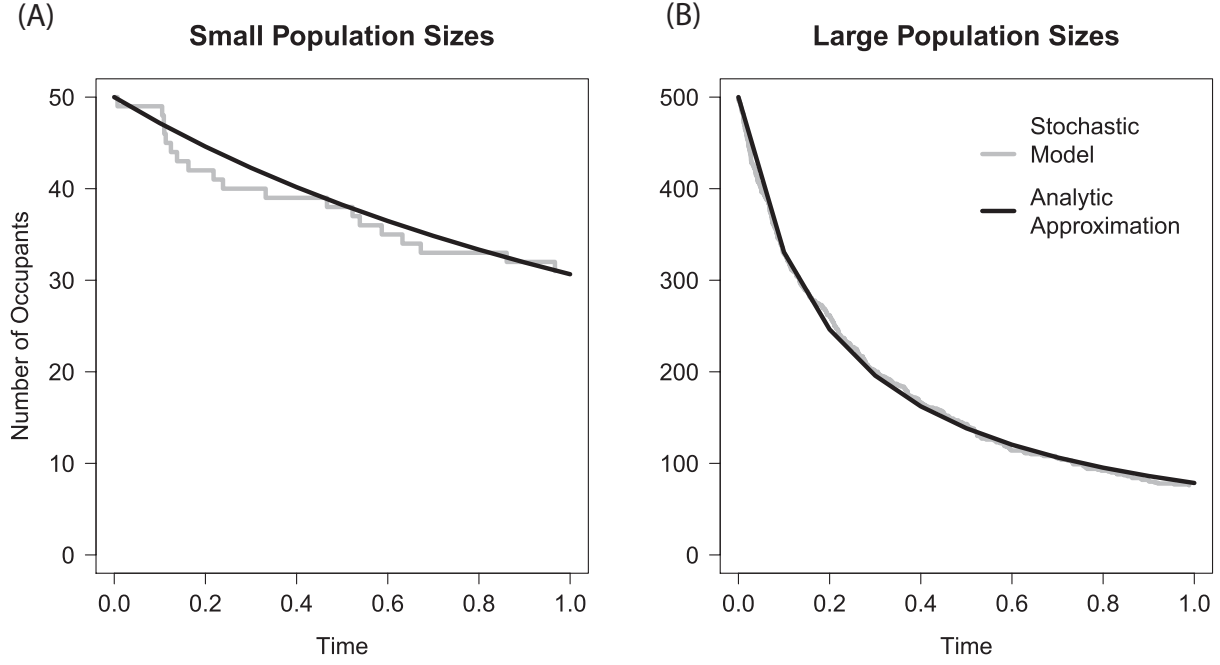 (A)
Small Population Sizes
Number of Occupants
50
40
30
20
10
0
0.0 0.2 0.4 0.6 0.8 1.0
Time
(B)
Large Population Sizes
500
400
300
200
100
0
Stochastic
Model
Analytic
Approximation
0.0 0.2 0.4 0.6 0.8 1.0
Time